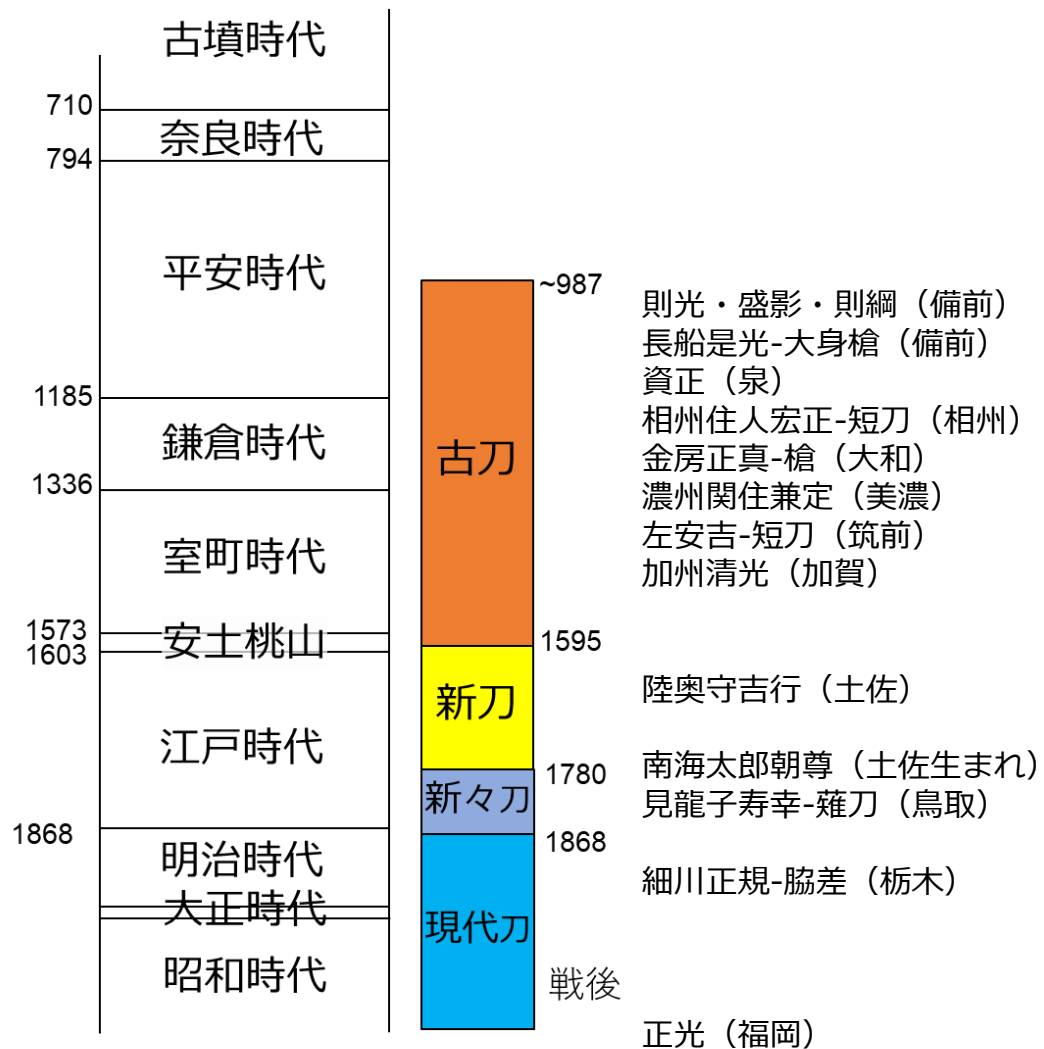 古墳時代
710
奈良時代
794
平安時代
1185
鎌倉時代
1336
室町時代
1573
安土桃山
1603
江戸時代
1868
明治時代
大正時代
昭和時代
~987
古刀
1595
新刀
1780
新々刀
1868
現代刀
戦後
則光・盛影・則綱（備前）
長船是光-大身槍（備前）
資正（泉）
相州住人宏正-短刀（相州）
金房正真-槍（大和）
濃州関住兼定（美濃）
左安吉-短刀（筑前）
加州清光（加賀）
陸奥守吉行（土佐）
南海太郎朝尊（土佐生まれ）
見龍子寿幸-薙刀（鳥取）
細川正規-脇差（栃木）
正光（福岡）